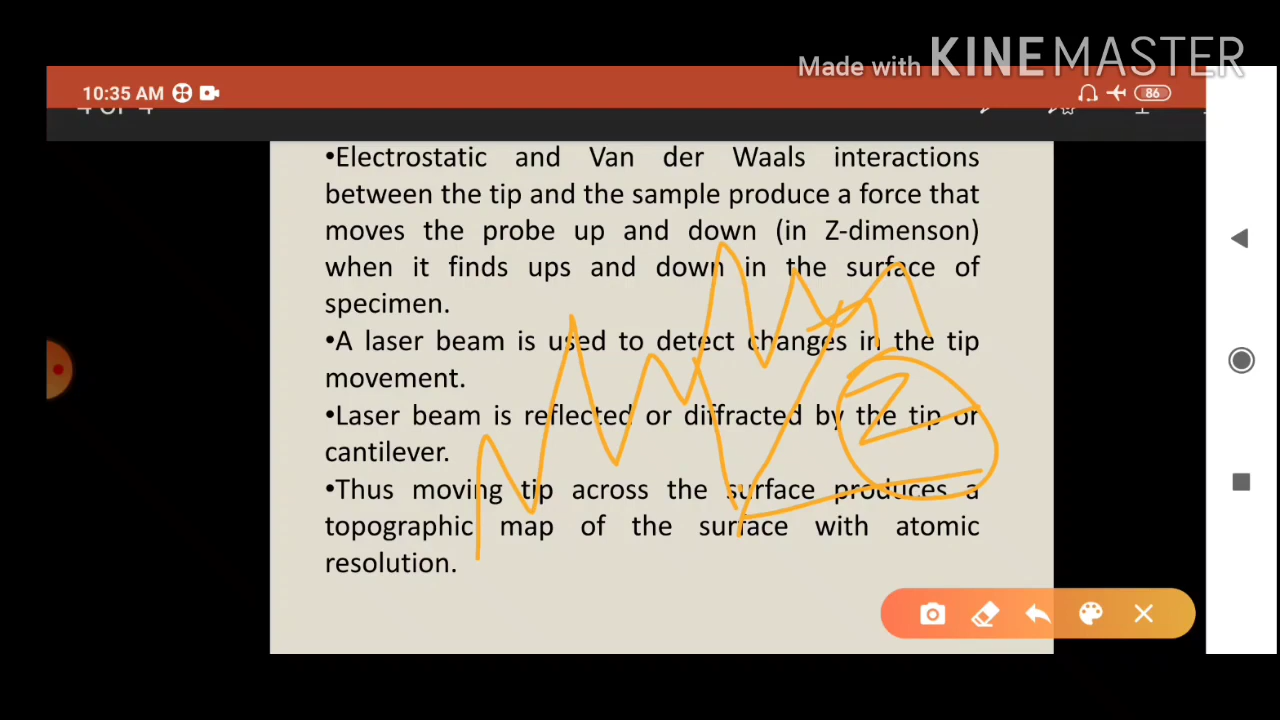 Made with KINEMASTER
10:35 AM 86
4 of 4
•Electrostatic and Van der Waals interactions
between the tip and the sample produce a force that
moves the probe up and down (in Z-dimenson)
when it finds ups and down in the surface of
specimen.
•A laser beam is used to detect changes in the tip
movement.
•Laser beam is reflected or diffracted by the tip or
cantilever.
•Thus moving tip across the surface produces a
topographic map of the surface with atomic
resolution.
Z